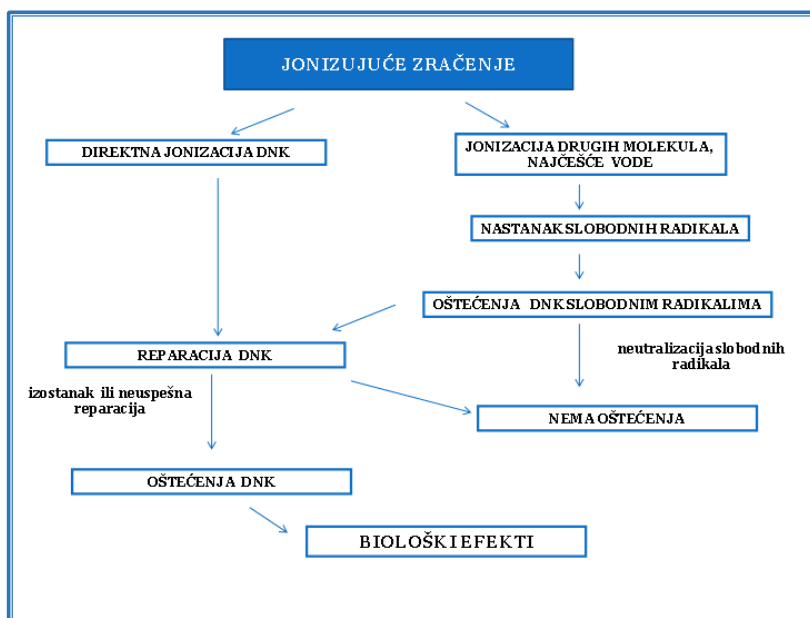 JONIZUJUĆE ZRAČENJE
DIREKTNA JONIZACIJA DNK
JONIZACIJA DRUGIH MOLEKULA,
NAJČEŠĆE VODE
NASTANAK SLOBODNIH RADIKALA
OŠTEĆENJA DNK SLOBODNIM RADIKALIMA
REPARACIJA DNK
neutralizacija slobodnih
radikala
izostanak ili neuspešna
reparacija
NEMA OŠTEĆENJA
OŠTEĆENJA DNK
BIOLOŠKI EFEKTI